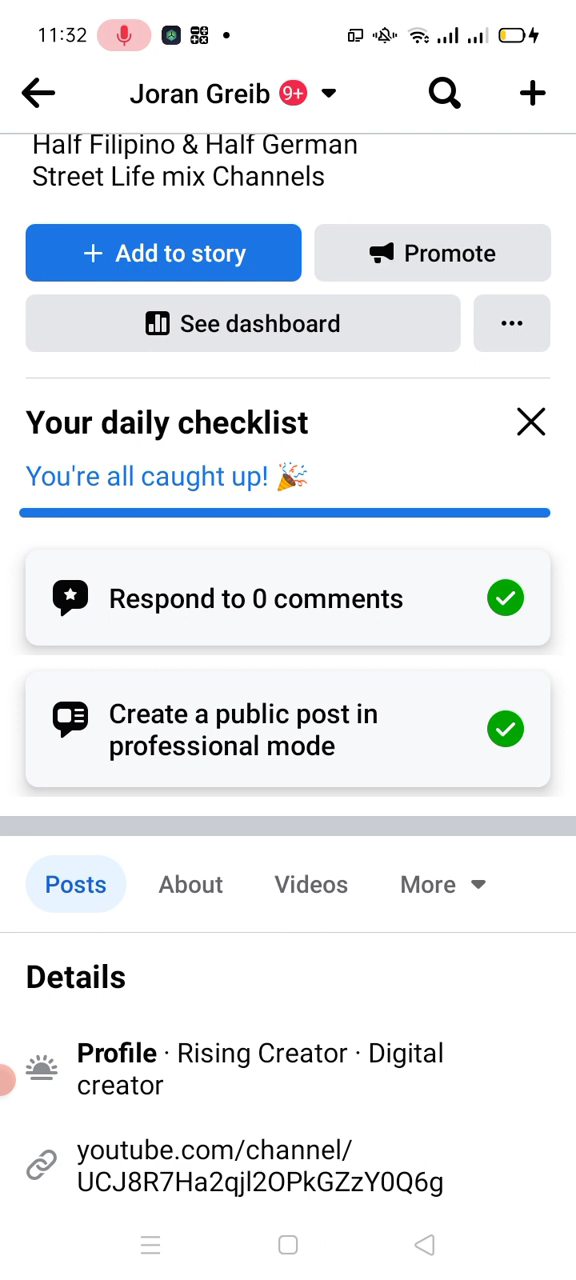 11:32
Joran Greib 9+
Half Filipino & Half German
Street Life mix Channels
Add to story
Promote
See dashboard
Your daily checklist
You're all caught up! 🎉
Respond to 0 comments
Create a public post in
professional mode
Posts About Videos More
Details
Profile · Rising Creator · Digital
creator
youtube.com/channel/
UCJ8R7Ha2qjl2OPkGZzY0Q6g